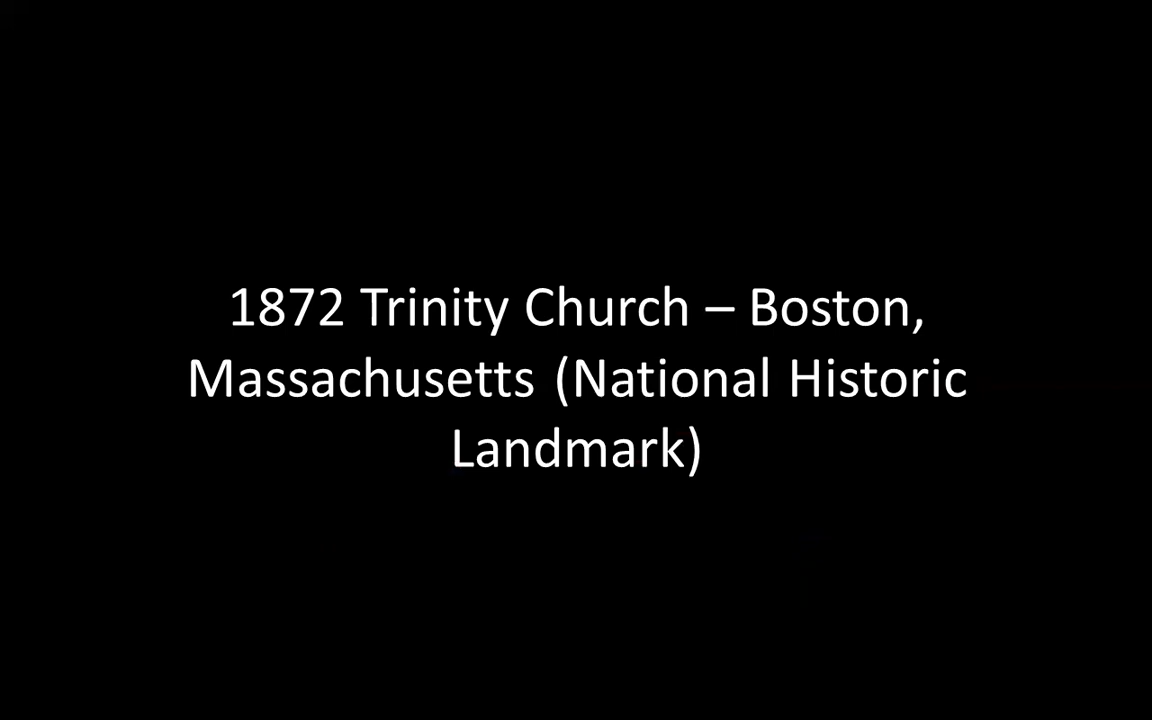 1872 Trinity Church – Boston,
Massachusetts (National Historic
Landmark)